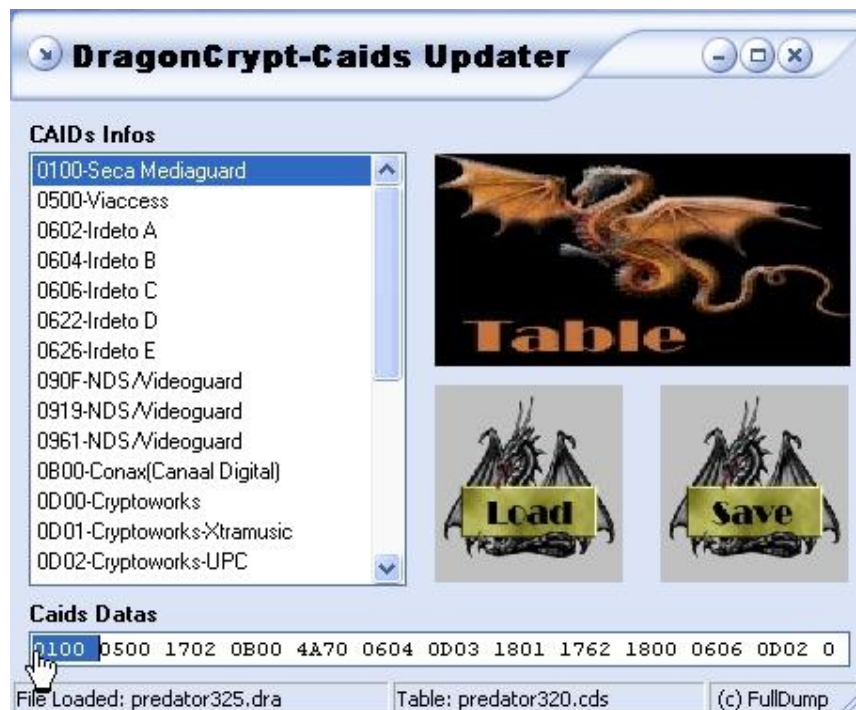 DragonCrypt-Caids Updater
CAIDs Infos
0100-Seca Mediaguard
0500-Viaccess
0602-Irdeto A
0604-Irdeto B
0606-Irdeto C
0622-Irdeto D
0626-Irdeto E
090F-NDS/Videoguard
0919-NDS/Videoguard
0961-NDS/Videoguard
0B00-Conax(Canaal Digital)
0D00-Cryptoworks
0D01-Cryptoworks-Xtramusic
0D02-Cryptoworks-UPC
Table
Load
Save
Caids Datas
0100 0500 1702 0B00 4A70 0604 0D03 1801 1762 1800 0606 0D02 0
File Loaded: predator325.dra
Table: predator320.cds
(c) FullDump